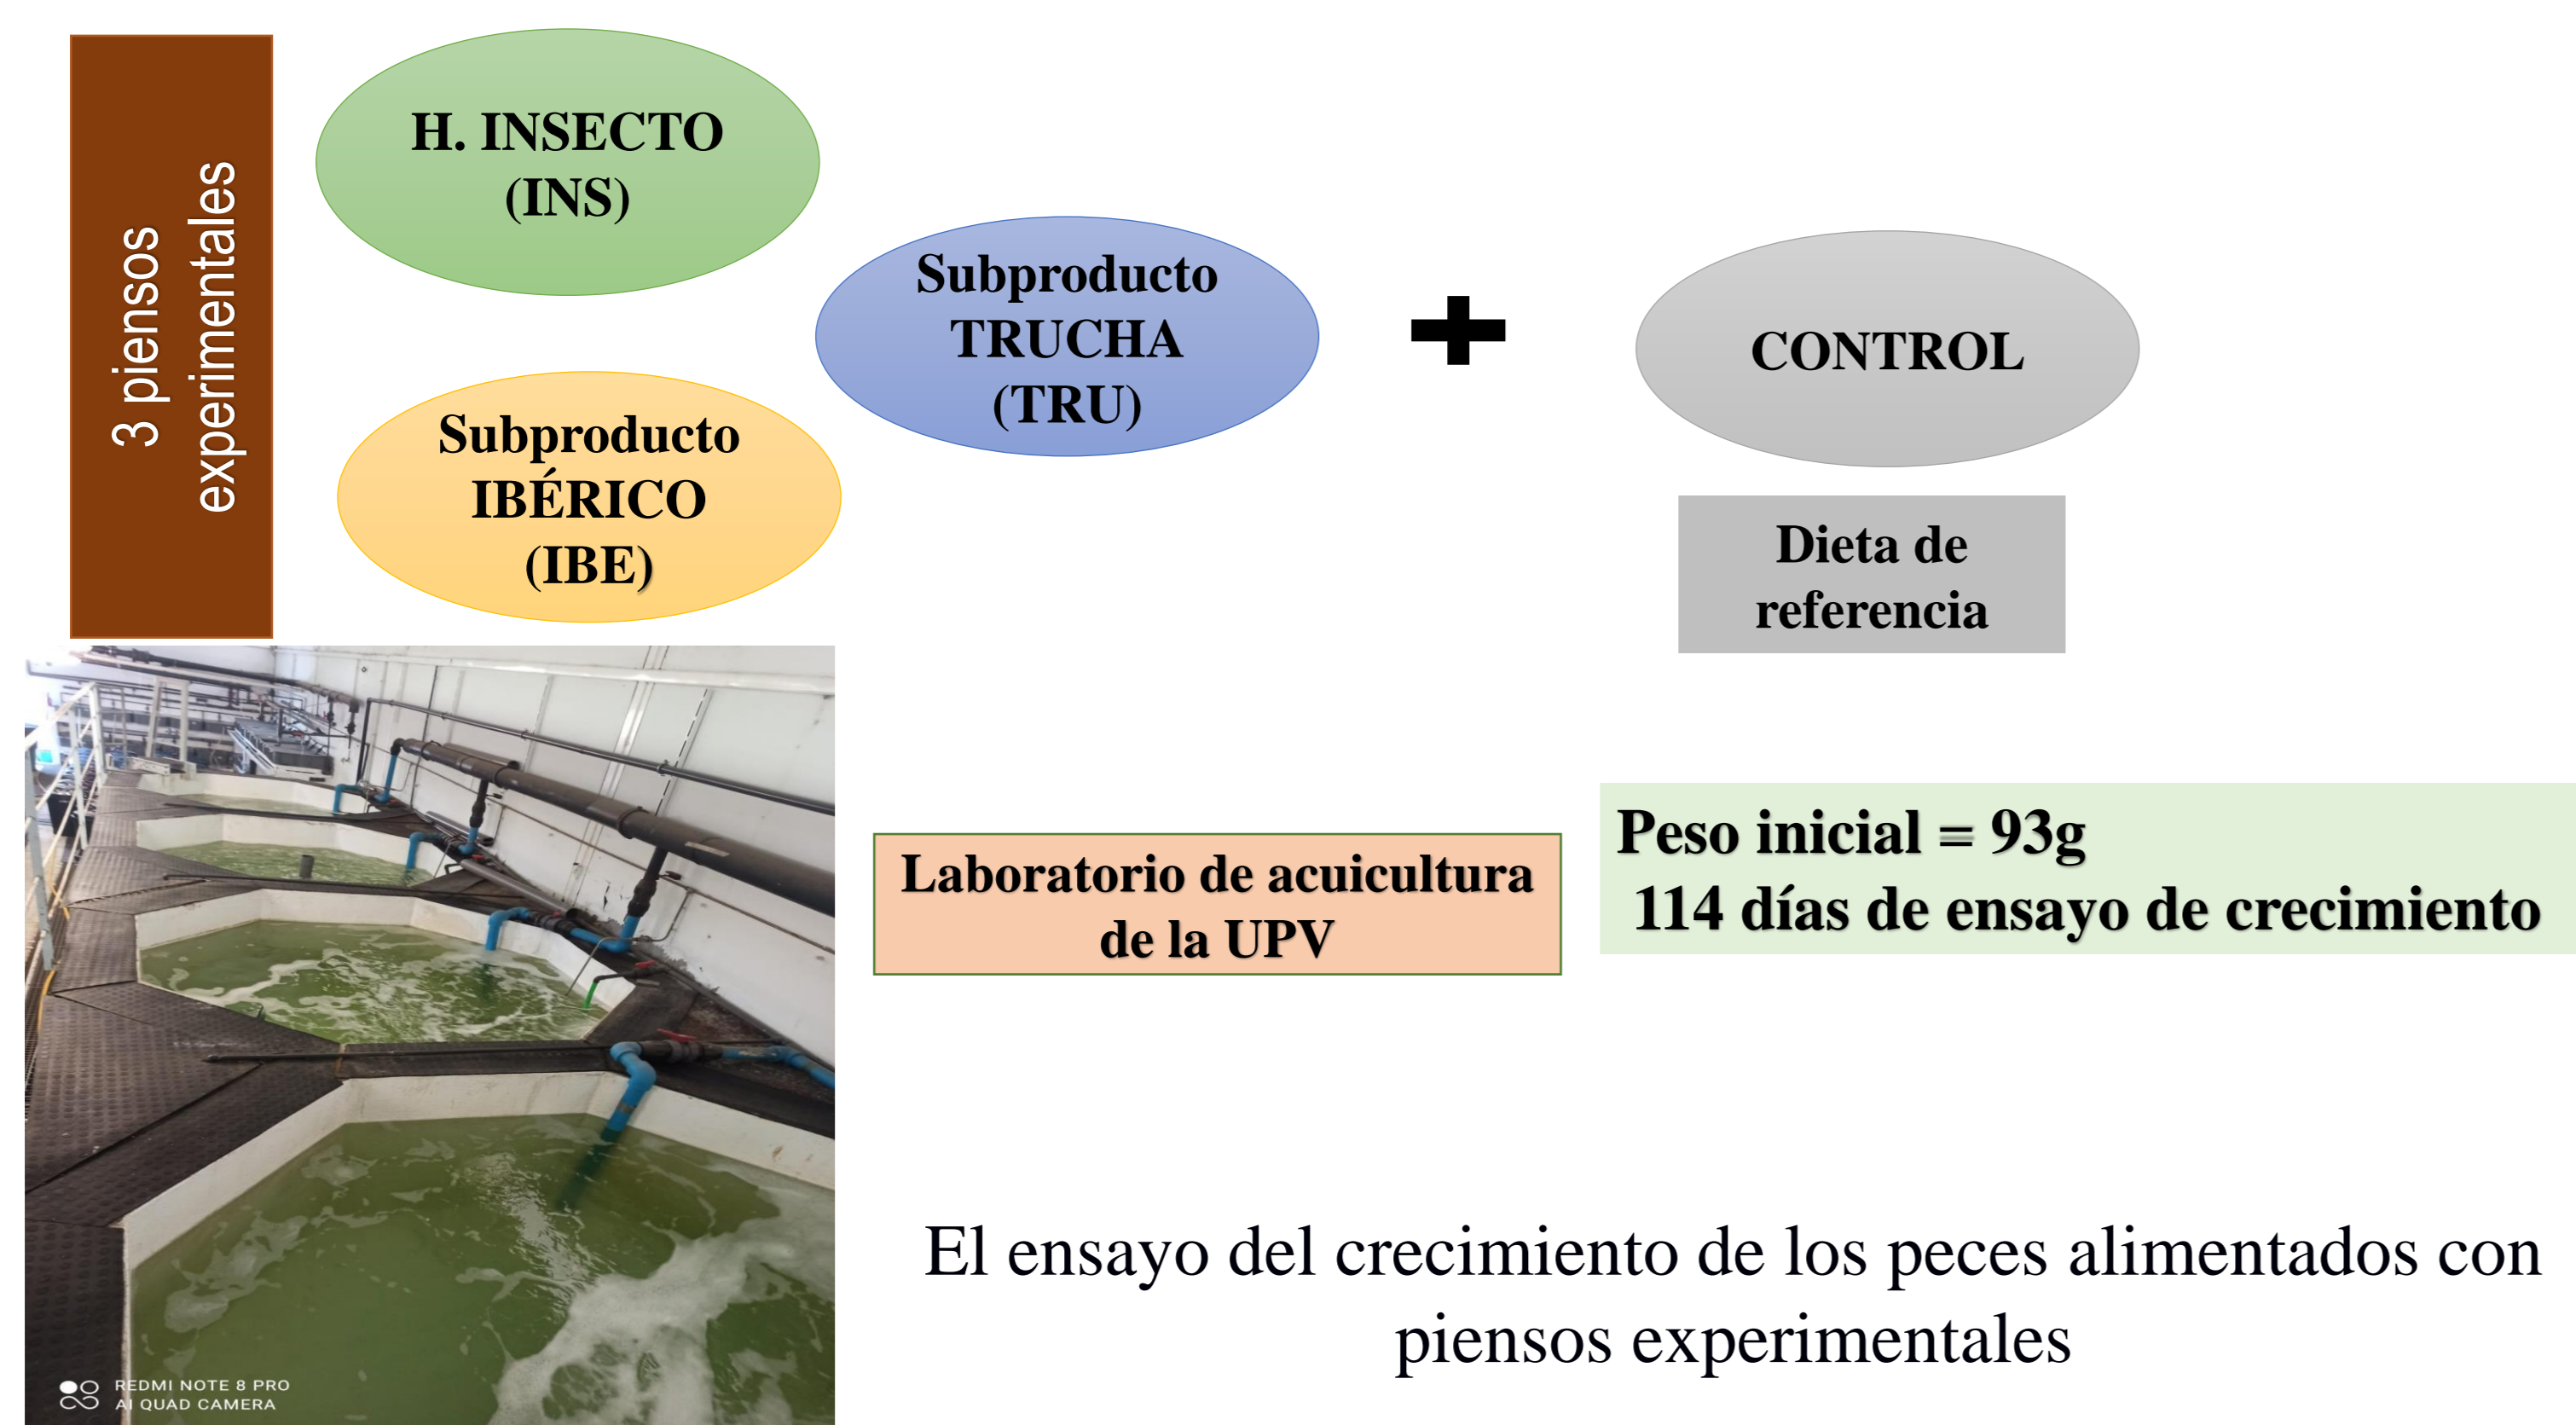 3 piensos
experimentales
H. INSECTO
(INS)
Subproducto
IBÉRICO
(IBE)
Subproducto
TRUCHA
(TRU)
CONTROL
Dieta de
referencia
Laboratorio de acuicultura
de la UPV
Peso inicial = 93g
114 días de ensayo de crecimiento
El ensayo del crecimiento de los peces alimentados con
piensos experimentales
REDMI NOTE 8 PRO
AI QUAD CAMERA